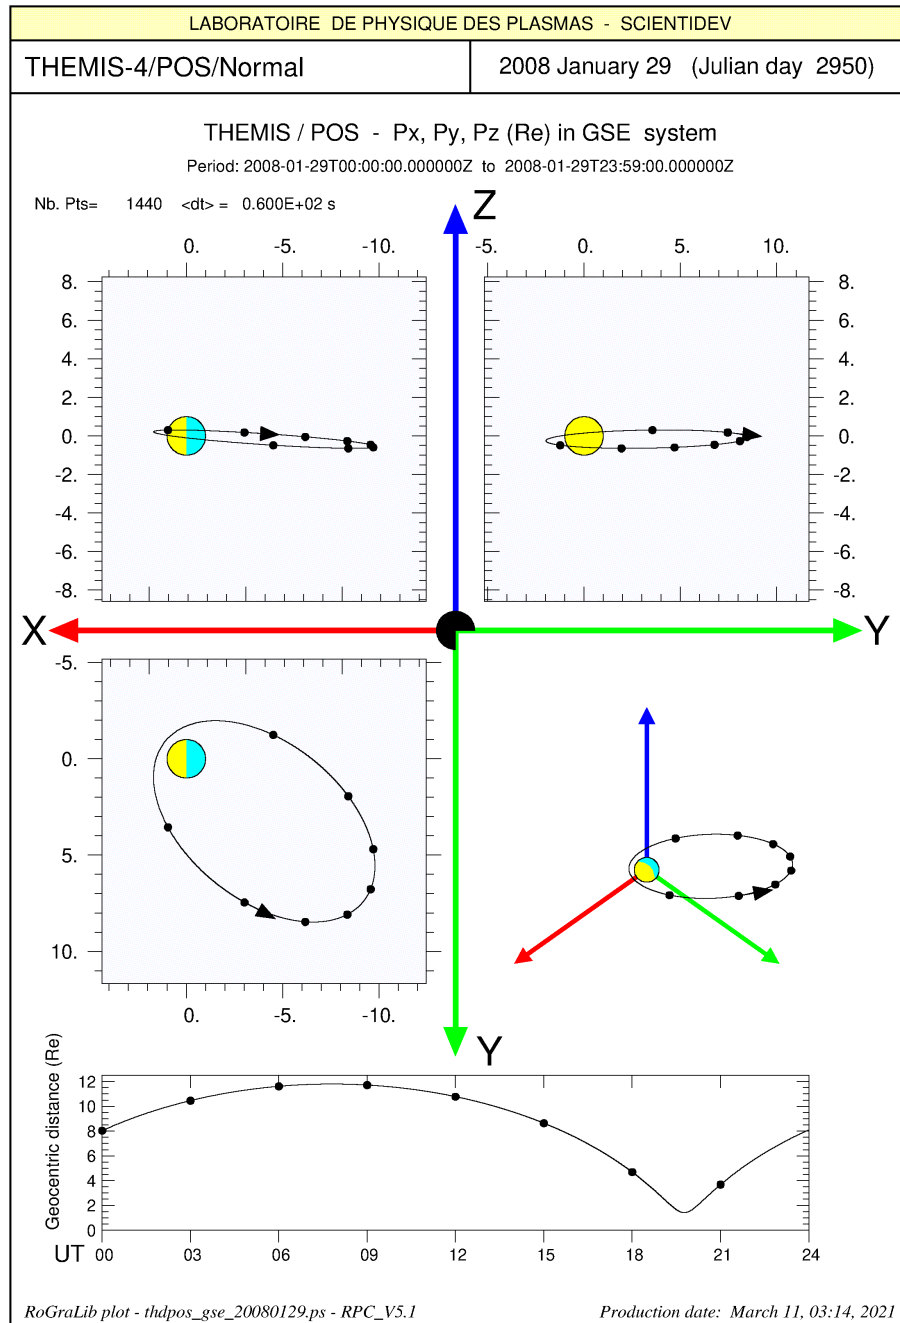 LABORATOIRE DE PHYSIQUE DES PLASMAS - SCIENTIDEV
THEMIS-4/POS/Normal
2008 January 29 (Julian day 2950)
THEMIS / POS - Px, Py, Pz (Re) in GSE system
Period: 2008-01-29T00:00:00.000000Z to 2008-01-29T23:59:00.000000Z
Nb. Pts= 1440 <dt> = 0.600E+02 s
Z
0. -5. -10.
-5. 0. 5. 10.
8. 8.
6. 6.
4. 4.
2. 2.
0. 0.
-2. -2.
-4. -4.
-6. -6.
-8. -8.
X
Y
-5.
0.
5.
10.
0. -5. -10.
Y
Geocentric distance (Re)
12
10
8
6
4
2
0
UT 00 03 06 09 12 15 18 21 24
RoGraLib plot - thdpos_gse_20080129.ps - RPC_V5.1
Production date: March 11, 03:14, 2021